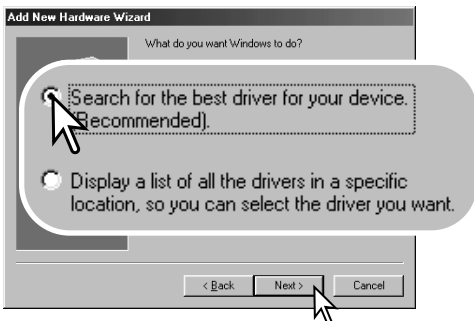 Add New Hardware Wizard
What do you want Windows to do?
Search for the best driver for your device.
(Recommended).
Display a list of all the drivers in a specific
location, so you can select the driver you want.
< Back
Next >
Cancel